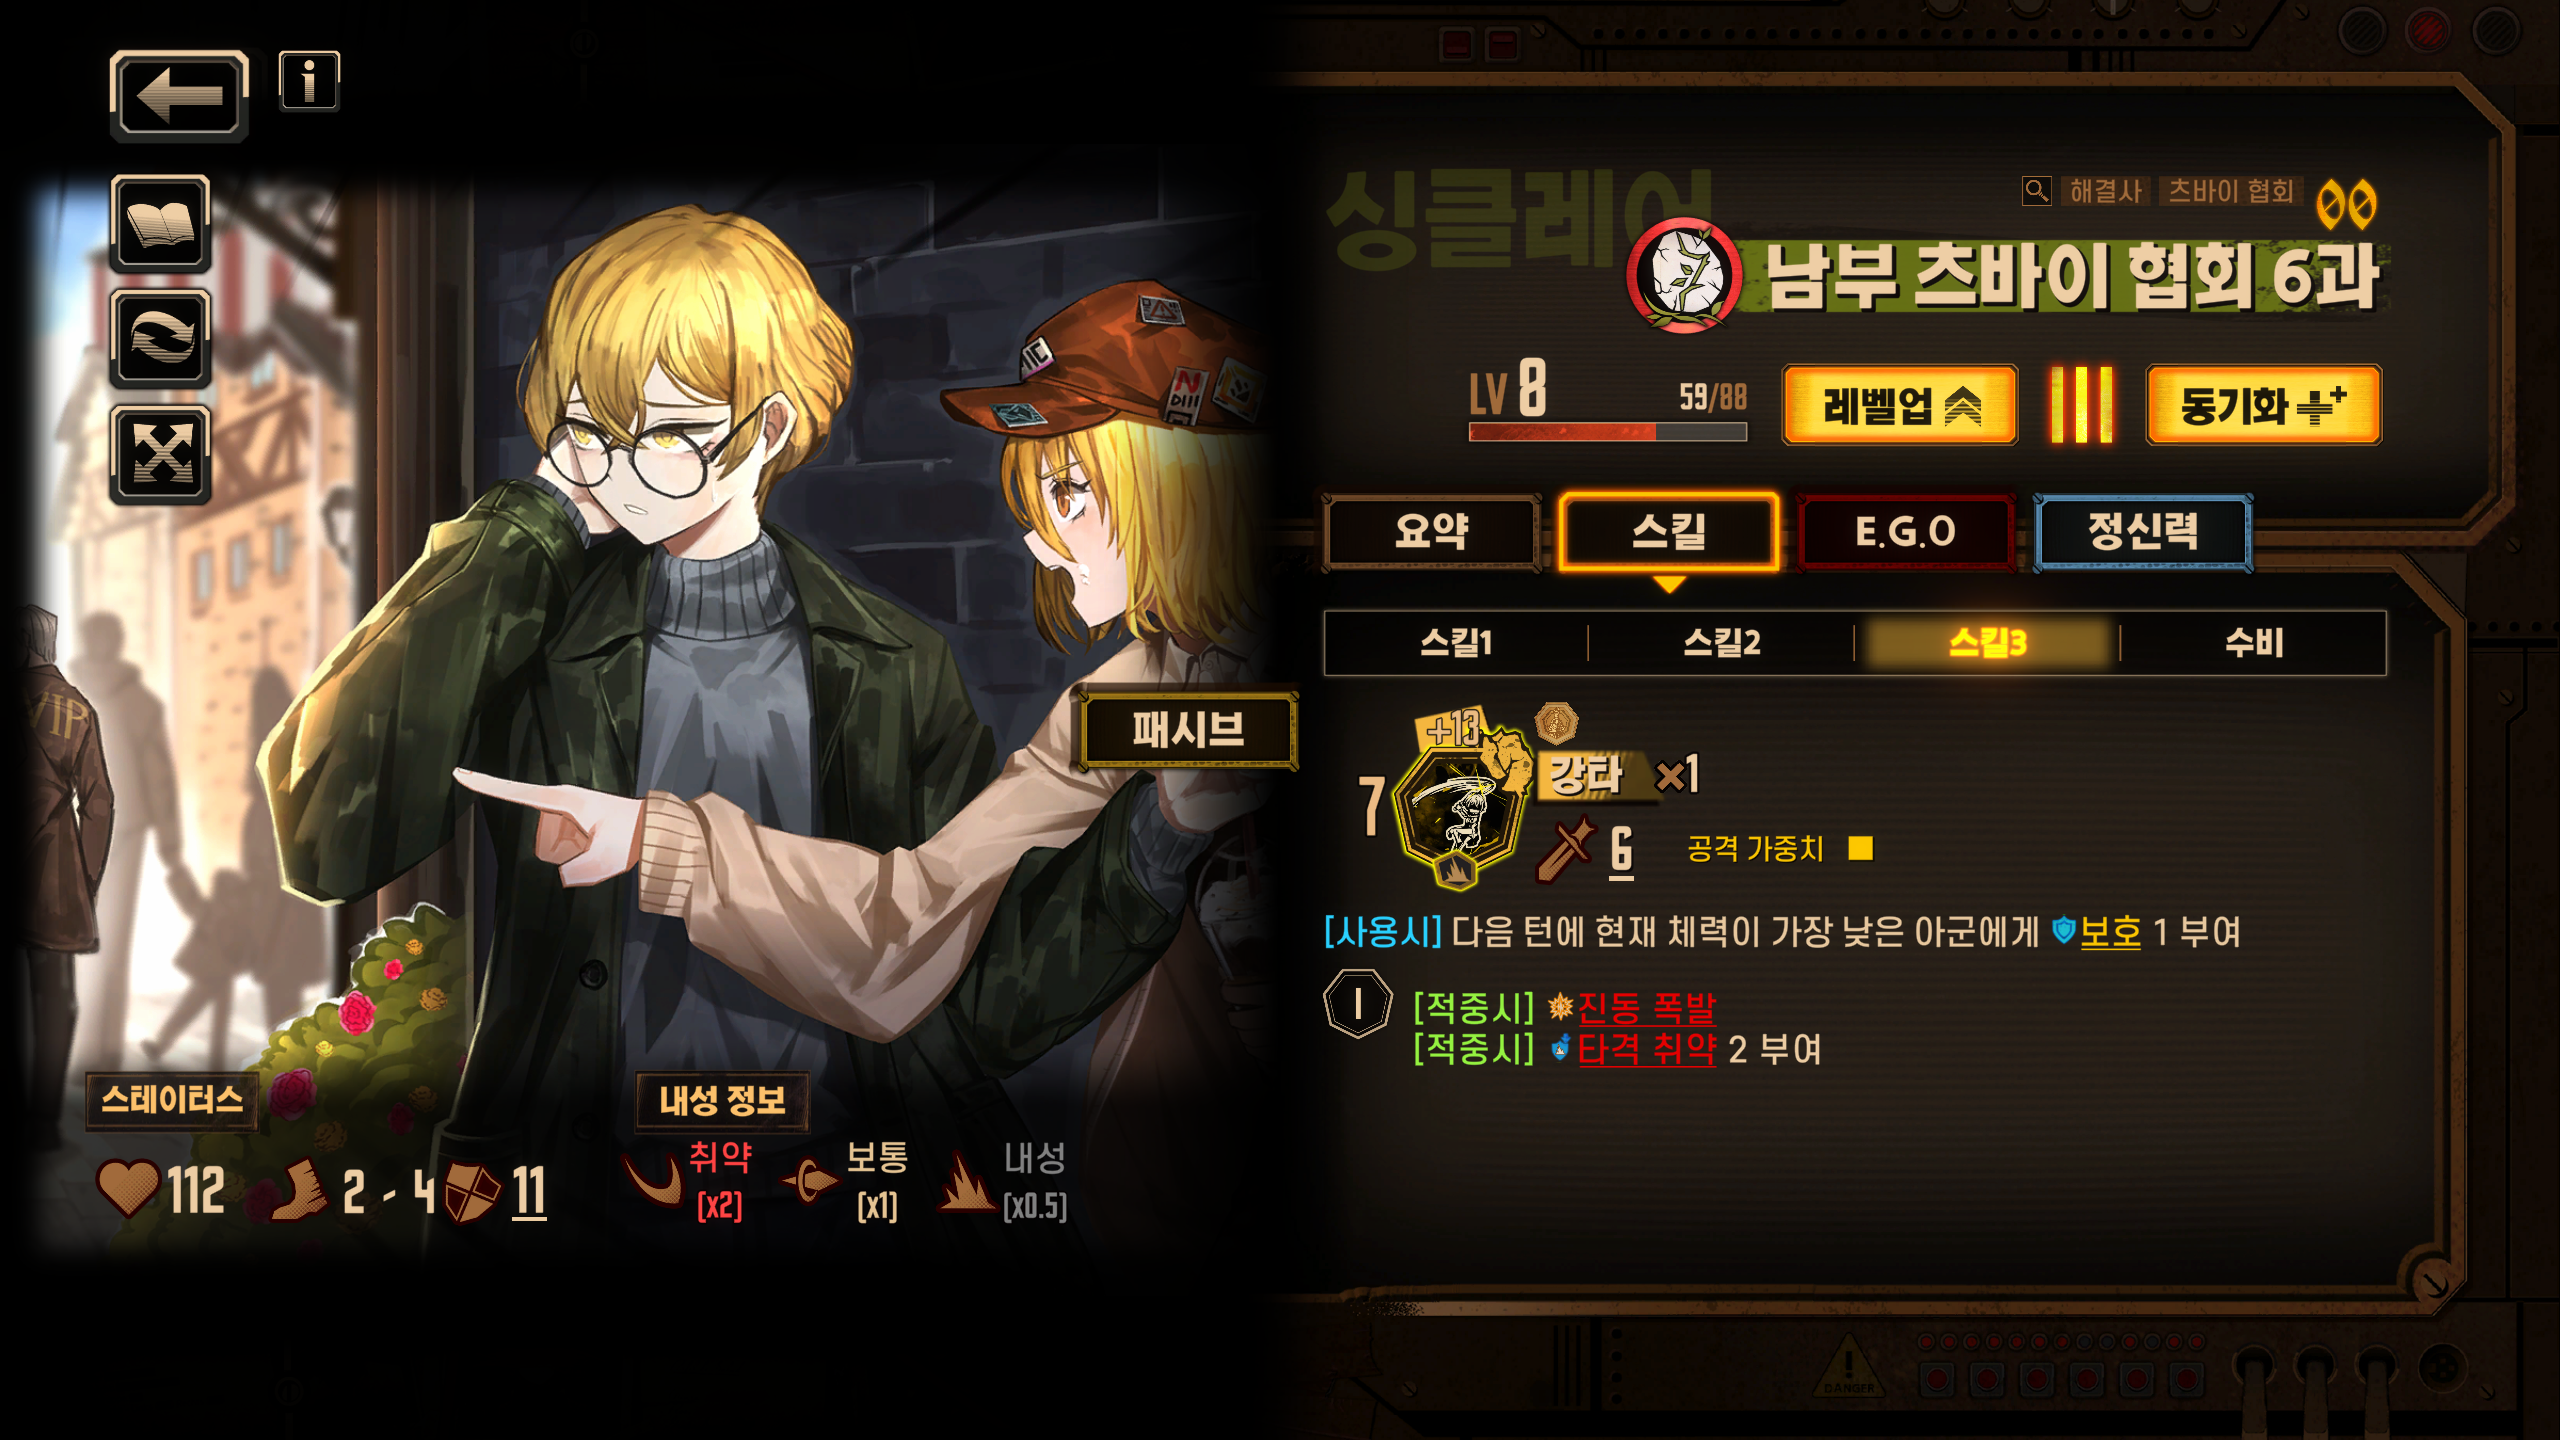 싱클레어
해결사 츠바이 협회
남부 츠바이 협회 6과
LV 8 59/88
레벨업
동기화
요약
스킬
E.G.O
정신력
스킬1
스킬2
스킬3
수비
+13
7
강타 ×1
6
공격 가중치
[사용시] 다음 턴에 현재 체력이 가장 낮은 아군에게 보호 1 부여
I
[적중시] 진동 폭발
[적중시] 타격 취약 2 부여
패시브
스테이터스
112
2 - 4
11
내성 정보
취약
[x2]
보통
[x1]
내성
[x0.5]
VIP
DANGER